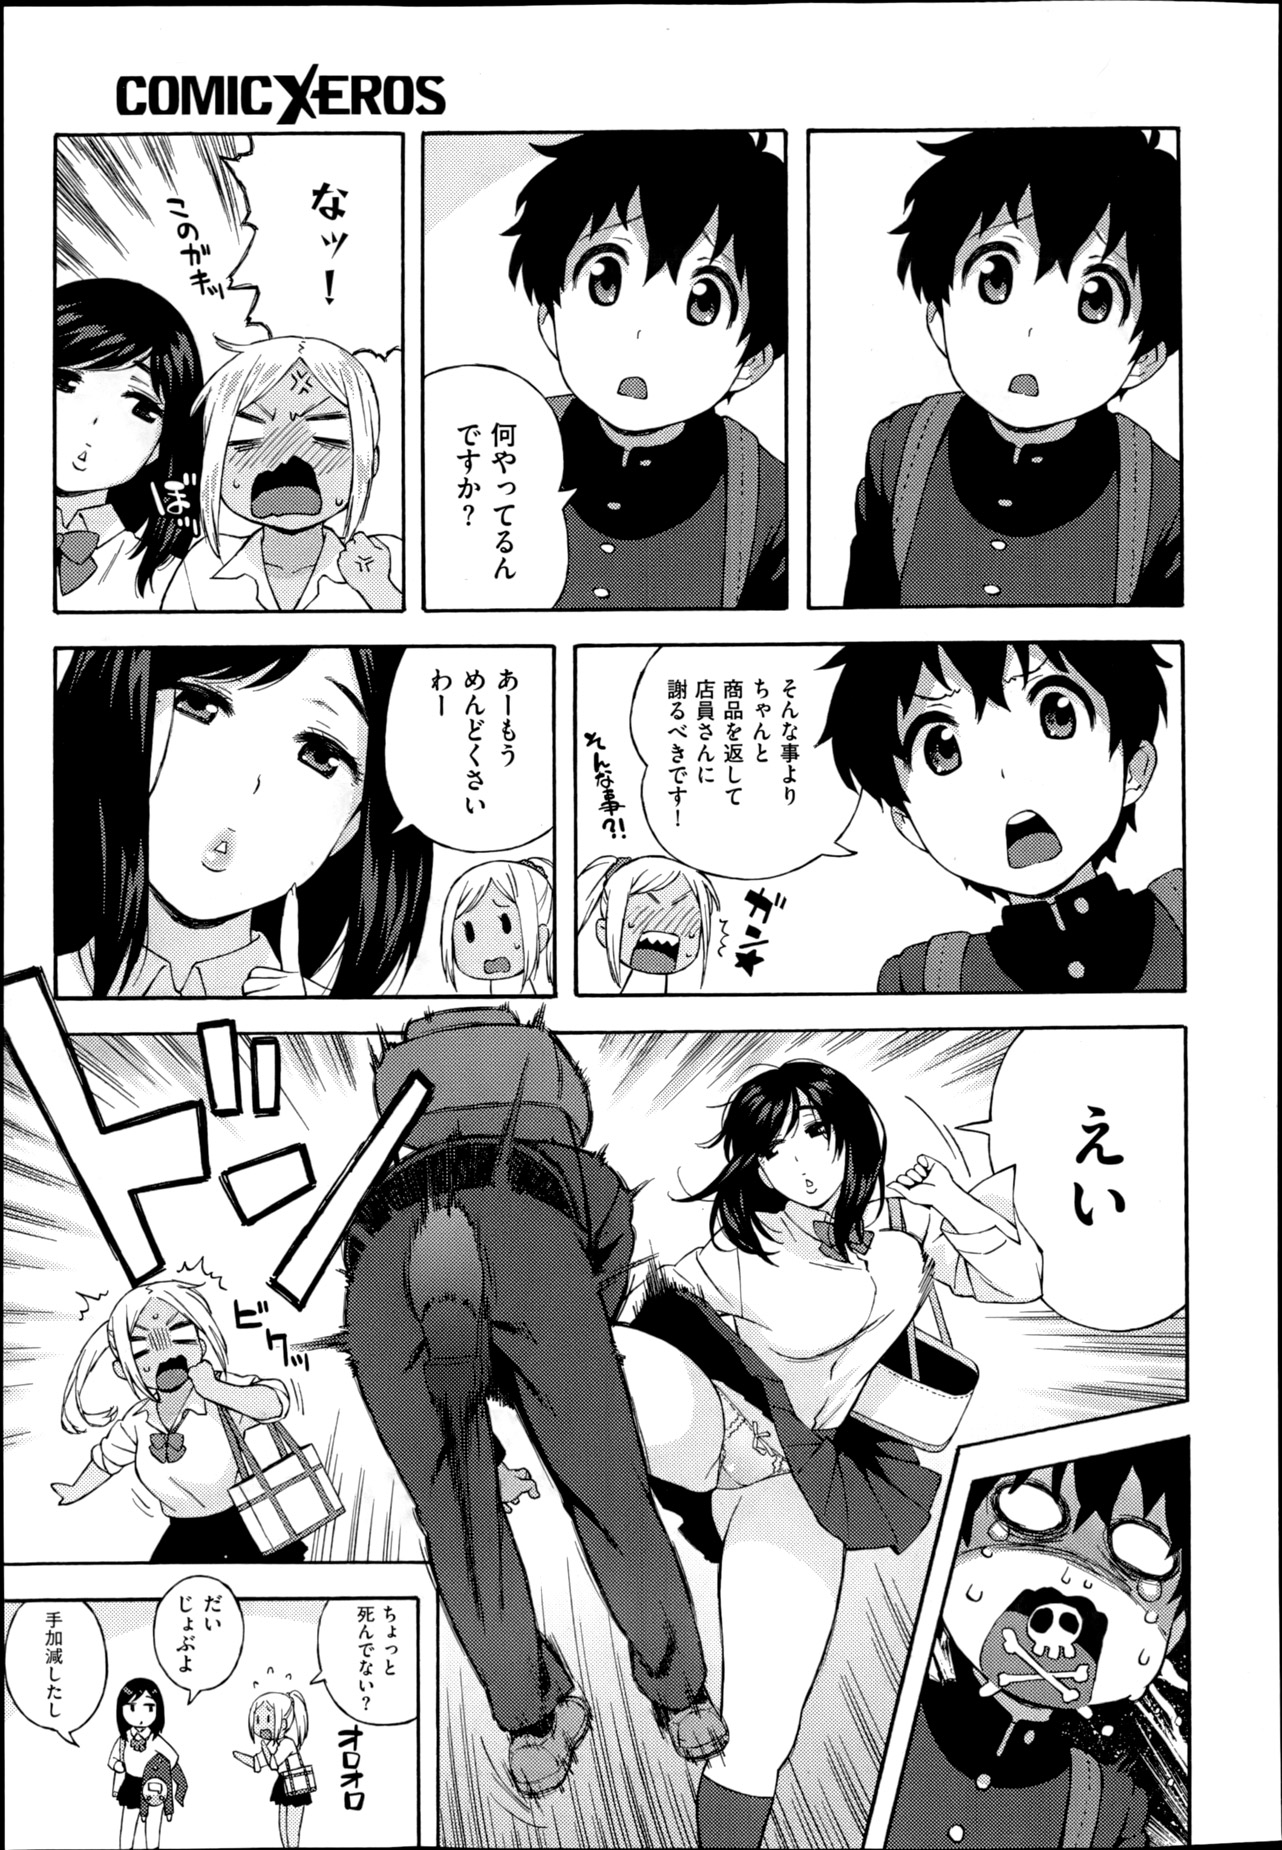 COMIC XEROS
何やってるん
ですか？
なッ！
このガキッ
ぼっ
そんな事より
ちゃんと
商品を返して
店員さんに
謝るべきです！
そんな事?!
ガン
あーもう
めんどくさい
わー
えい
ドゴッ
ビクッ
ちょっと
死んでない？
オロオロ
だい
じょぶよ
手加減したし